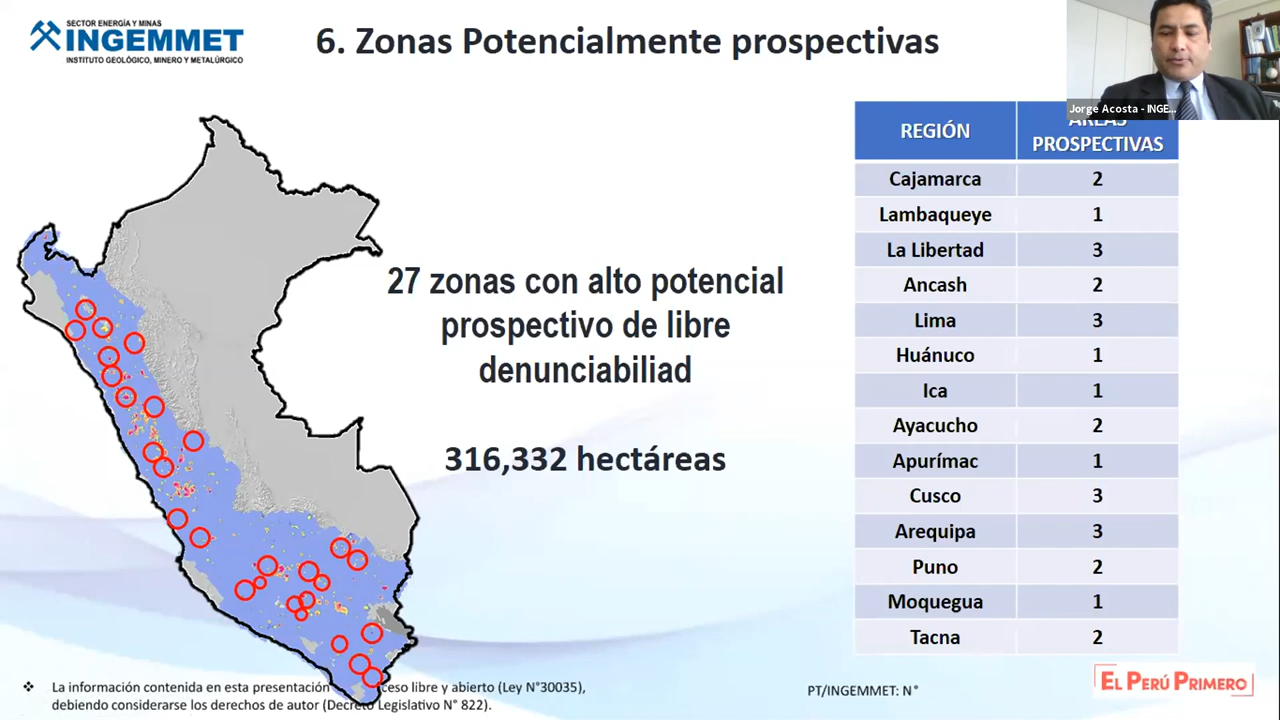 SECTOR ENERGÍA Y MINAS
INGEMMET
INSTITUTO GEOLÓGICO, MINERO Y METALÚRGICO
6. Zonas Potencialmente prospectivas
Jorge Acosta - INGE...
27 zonas con alto potencial
prospectivo de libre
denunciabiliad
316,332 hectáreas
REGIÓN ÁREAS PROSPECTIVAS
Cajamarca 2
Lambaqueye 1
La Libertad 3
Ancash 2
Lima 3
Huánuco 1
Ica 1
Ayacucho 2
Apurímac 1
Cusco 3
Arequipa 3
Puno 2
Moquegua 1
Tacna 2
❖ La información contenida en esta presentación ceso libre y abierto (Ley N°30035),
debiendo considerarse los derechos de autor (Decreto Legislativo N° 822).
PT/INGEMMET: N°
EL PERÚ PRIMERO